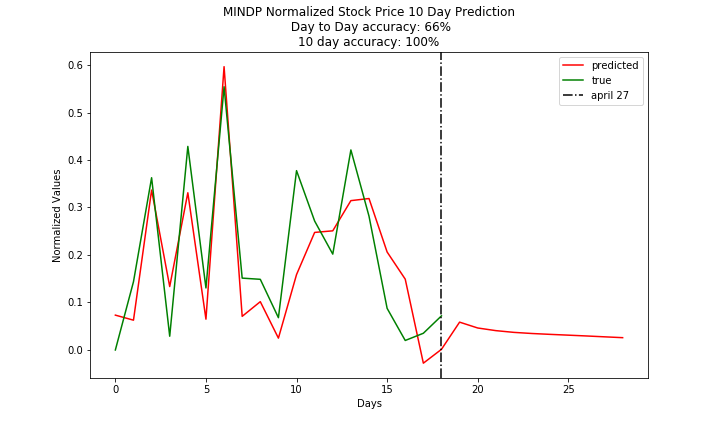 MINDP Normalized Stock Price 10 Day Prediction
Day to Day accuracy: 66%
10 day accuracy: 100%
predicted
true
april 27
Normalized Values
0.6
0.5
0.4
0.3
0.2
0.1
0.0
0
5
10
15
20
25
Days